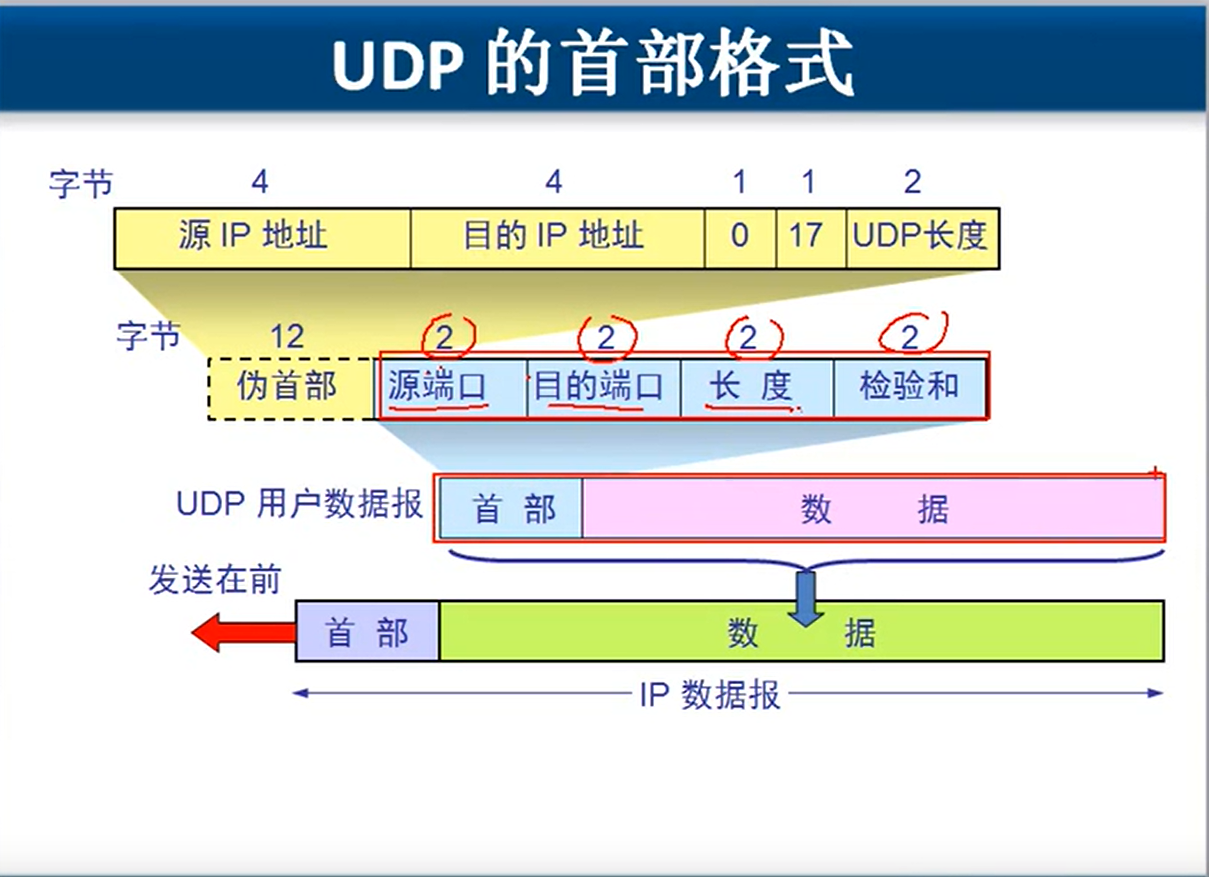 UDP 的首部格式
字节 4 4 1 1 2
源 IP 地址 目的 IP 地址 0 17 UDP长度
字节 12 2 2 2 2
伪首部 源端口 目的端口 长 度 检验和
UDP 用户数据报 首 部 数 据
发送在前
首 部 数 据
IP 数据报